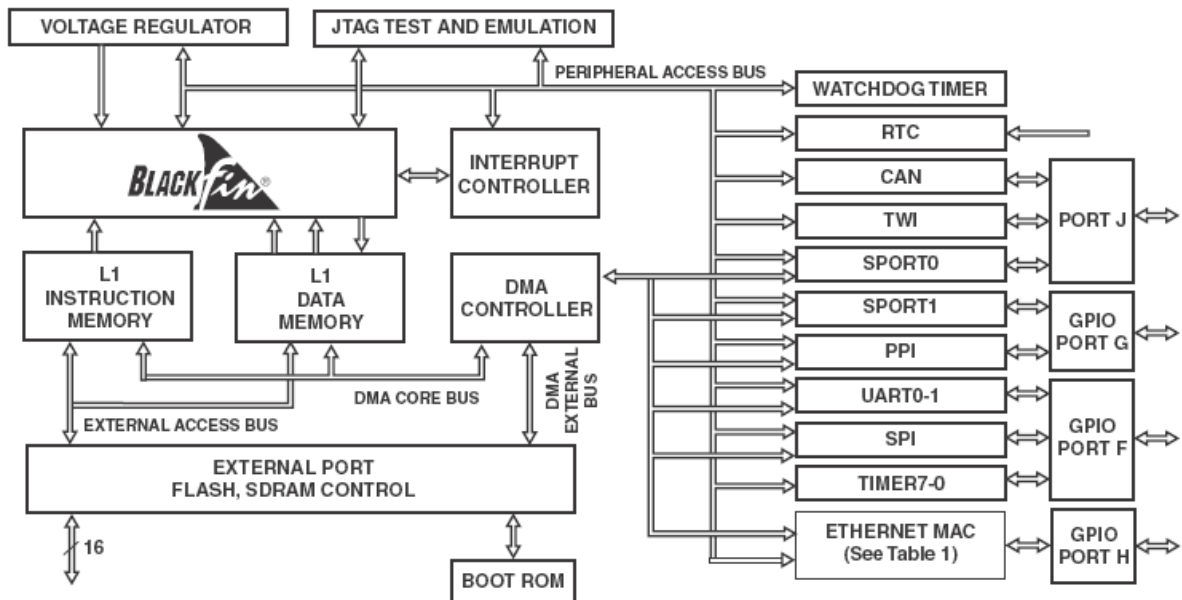 VOLTAGE REGULATOR
JTAG TEST AND EMULATION
PERIPHERAL ACCESS BUS
WATCHDOG TIMER
RTC
BLACKfin®
INTERRUPT
CONTROLLER
CAN
TWI
PORT J
SPORT0
L1
INSTRUCTION
MEMORY
L1
DATA
MEMORY
DMA
CONTROLLER
SPORT1
GPIO
PORT G
PPI
DMA CORE BUS
DMA
EXTERNAL
BUS
EXTERNAL ACCESS BUS
UART0-1
GPIO
PORT F
SPI
TIMER7-0
EXTERNAL PORT
FLASH, SDRAM CONTROL
ETHERNET MAC
(See Table 1)
GPIO
PORT H
16
BOOT ROM